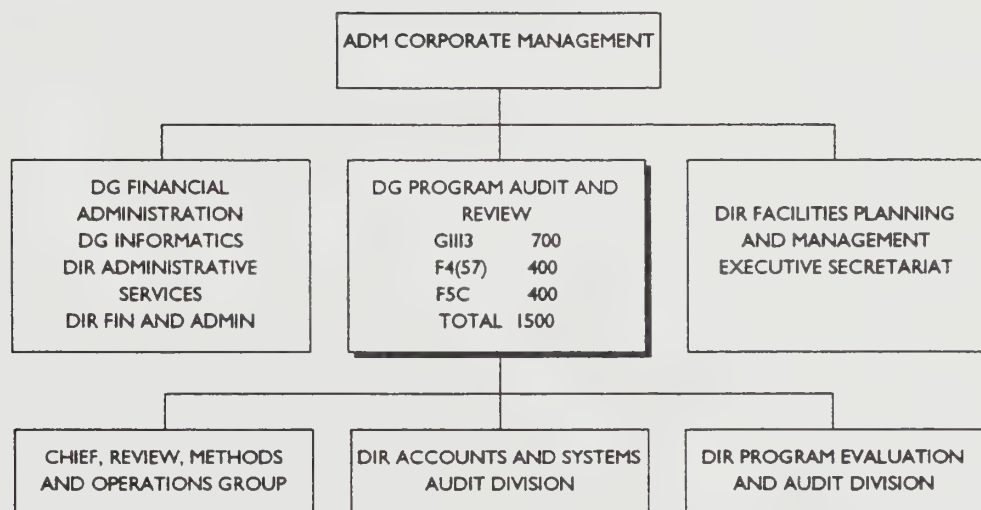 ADM CORPORATE MANAGEMENT
DG FINANCIAL
ADMINISTRATION
DG INFORMATICS
DIR ADMINISTRATIVE
SERVICES
DIR FIN AND ADMIN
DG PROGRAM AUDIT AND
REVIEW
GIII3 700
F4(57) 400
F5C 400
TOTAL 1500
DIR FACILITIES PLANNING
AND MANAGEMENT
EXECUTIVE SECRETARIAT
CHIEF, REVIEW, METHODS
AND OPERATIONS GROUP
DIR ACCOUNTS AND SYSTEMS
AUDIT DIVISION
DIR PROGRAM EVALUATION
AND AUDIT DIVISION